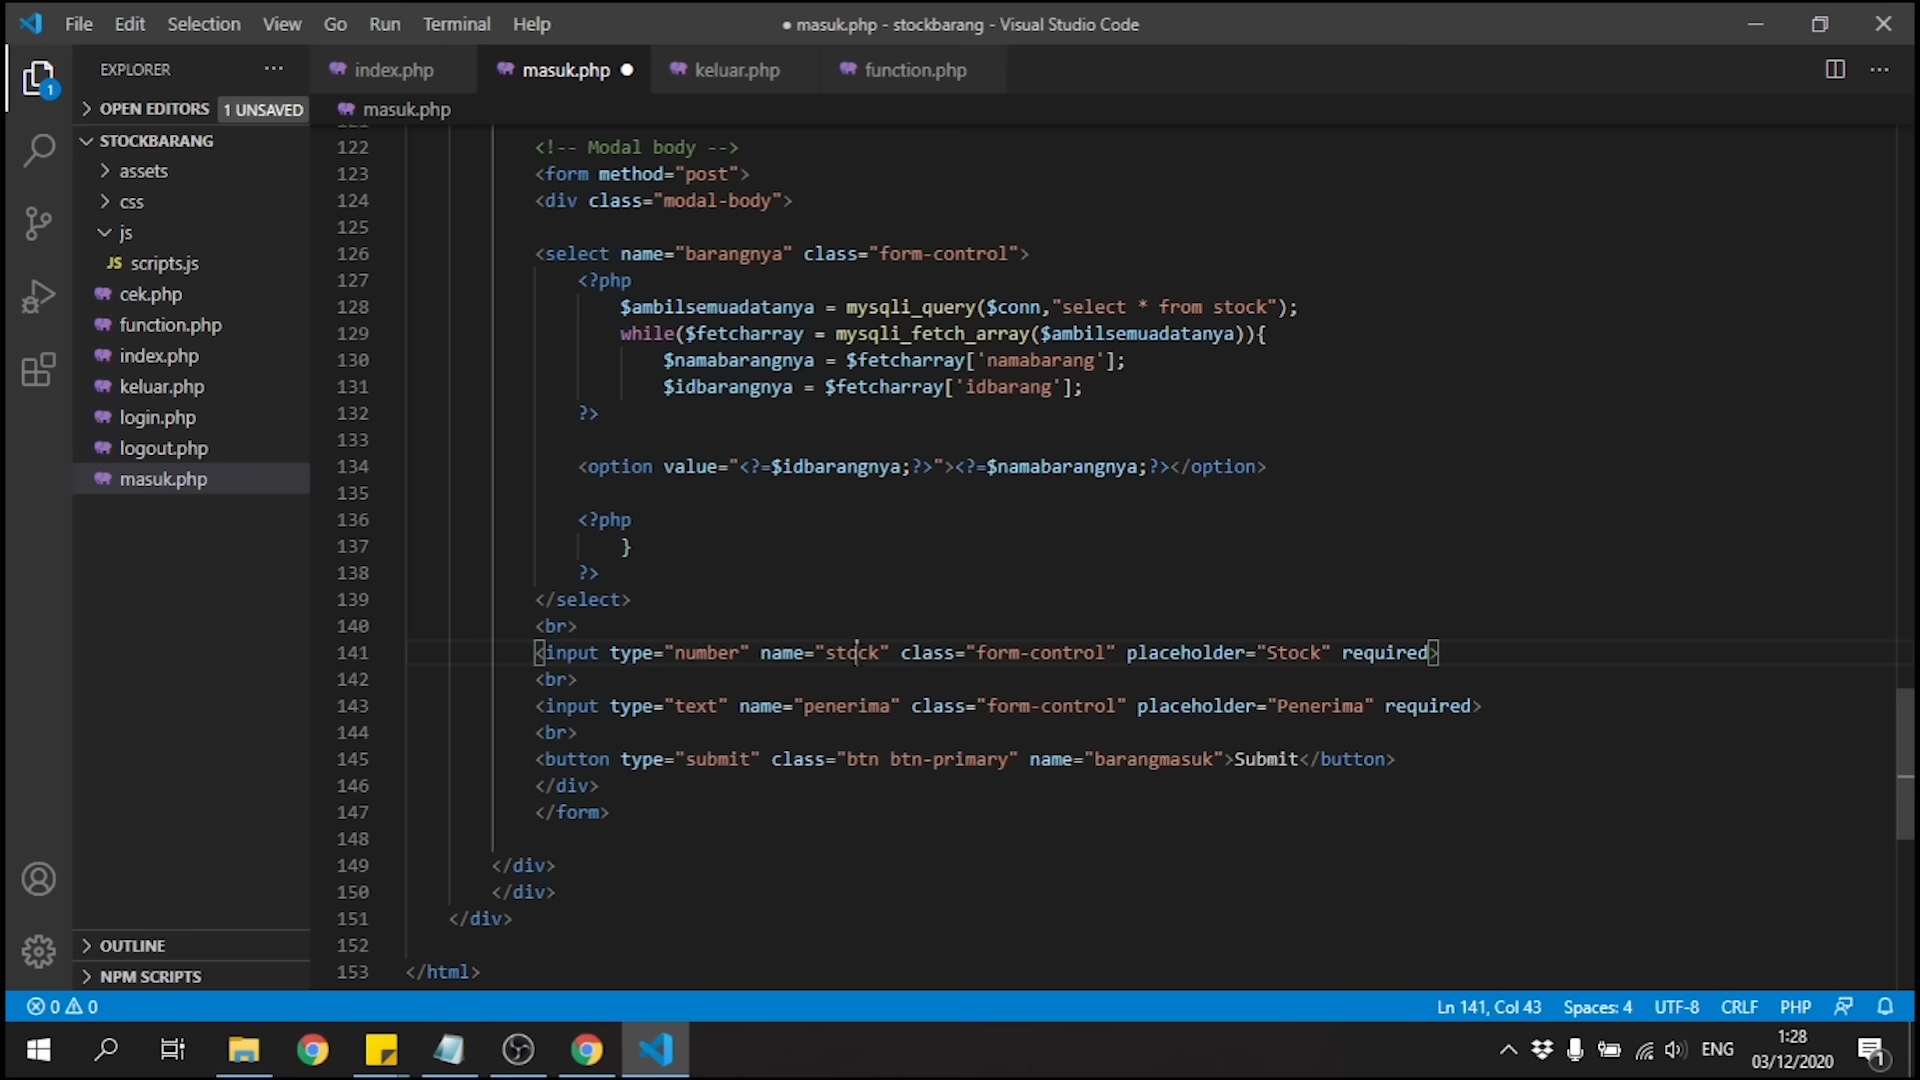 File Edit Selection View Go Run Terminal Help
● masuk.php - stockbarang - Visual Studio Code
EXPLORER
index.php
masuk.php
keluar.php
function.php
OPEN EDITORS 1 UNSAVED
masuk.php
STOCKBARANG
assets
css
js
JS scripts.js
cek.php
function.php
index.php
keluar.php
login.php
logout.php
masuk.php
OUTLINE
NPM SCRIPTS
122 <!-- Modal body -->
123 <form method="post">
124 <div class="modal-body">
125
126 <select name="barangnya" class="form-control">
127 <?php
128 $ambilsemuadatanya = mysqli_query($conn,"select * from stock");
129 while($fetcharray = mysqli_fetch_array($ambilsemuadatanya)){
130 $namabarangnya = $fetcharray['namabarang'];
131 $idbarangnya = $fetcharray['idbarang'];
132 ?>
133
134 <option value="<?=$idbarangnya;?>"><?=$namabarangnya;?></option>
135
136 <?php
137 }
138 ?>
139 </select>
140 <br>
141 <input type="number" name="stock" class="form-control" placeholder="Stock" required>
142 <br>
143 <input type="text" name="penerima" class="form-control" placeholder="Penerima" required>
144 <br>
145 <button type="submit" class="btn btn-primary" name="barangmasuk">Submit</button>
146 </div>
147 </form>
148
149 </div>
150 </div>
151 </div>
152
153 </html>
1
0 0
Ln 141, Col 43 Spaces: 4 UTF-8 CRLF PHP
ENG
1:28
03/12/2020
1